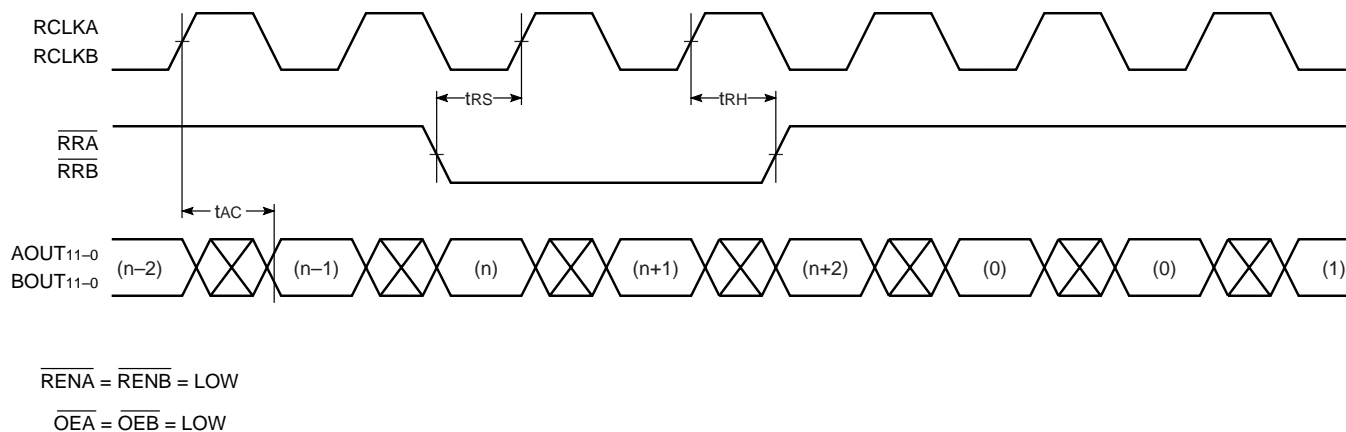 RCLKA
RCLKB
tRS
tRH
RRA
RRB
tAC
AOUT11–0
BOUT11–0
(n–2) (n–1) (n) (n+1) (n+2) (0) (0) (1)
RENA = RENB = LOW
OEA = OEB = LOW